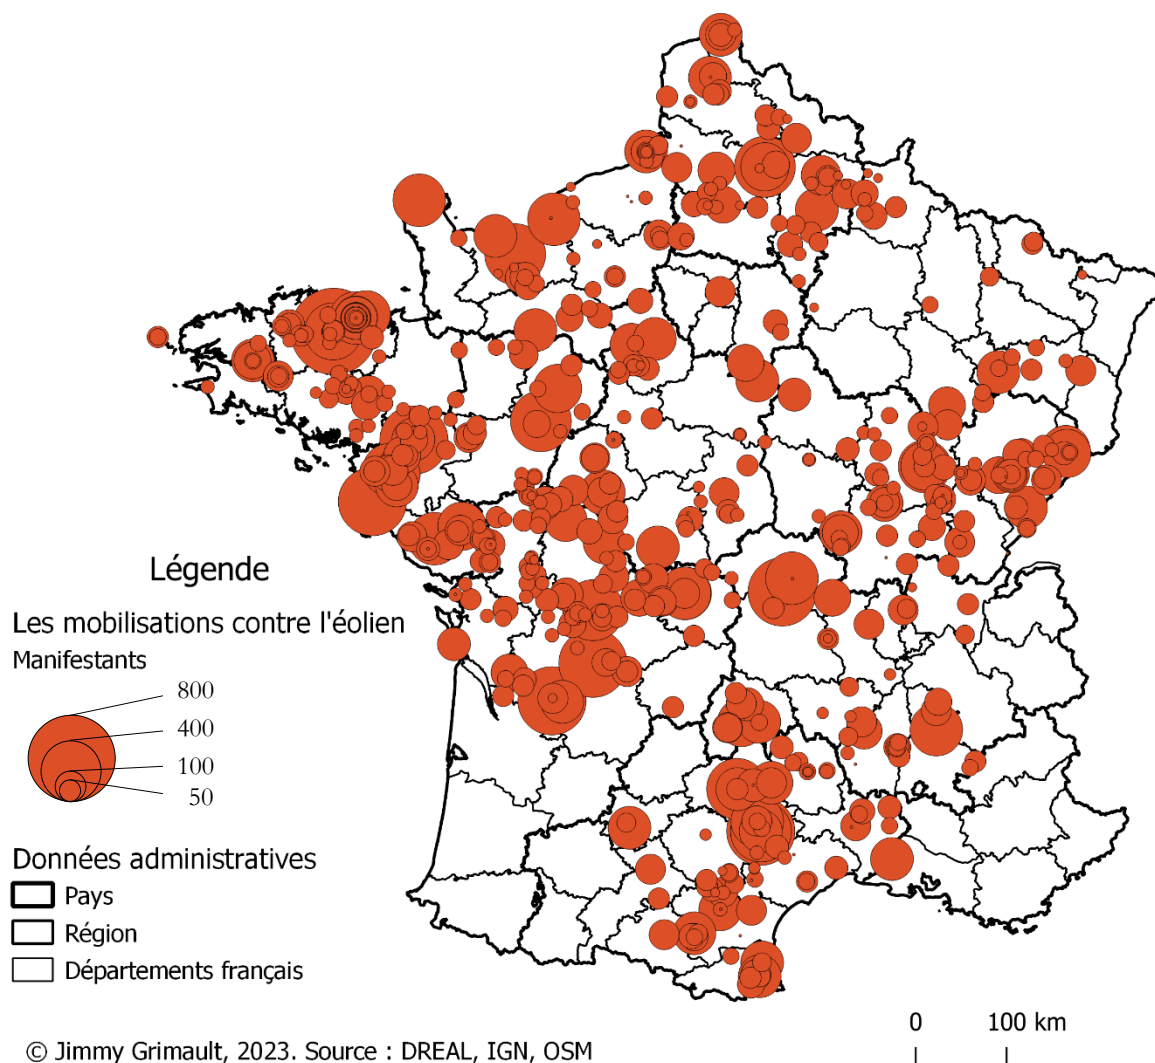 Légende
Les mobilisations contre l'éolien
Manifestants
800
400
100
50
Données administratives
Pays
Région
Départements français
0 100 km
© Jimmy Grimault, 2023. Source : DREAL, IGN, OSM